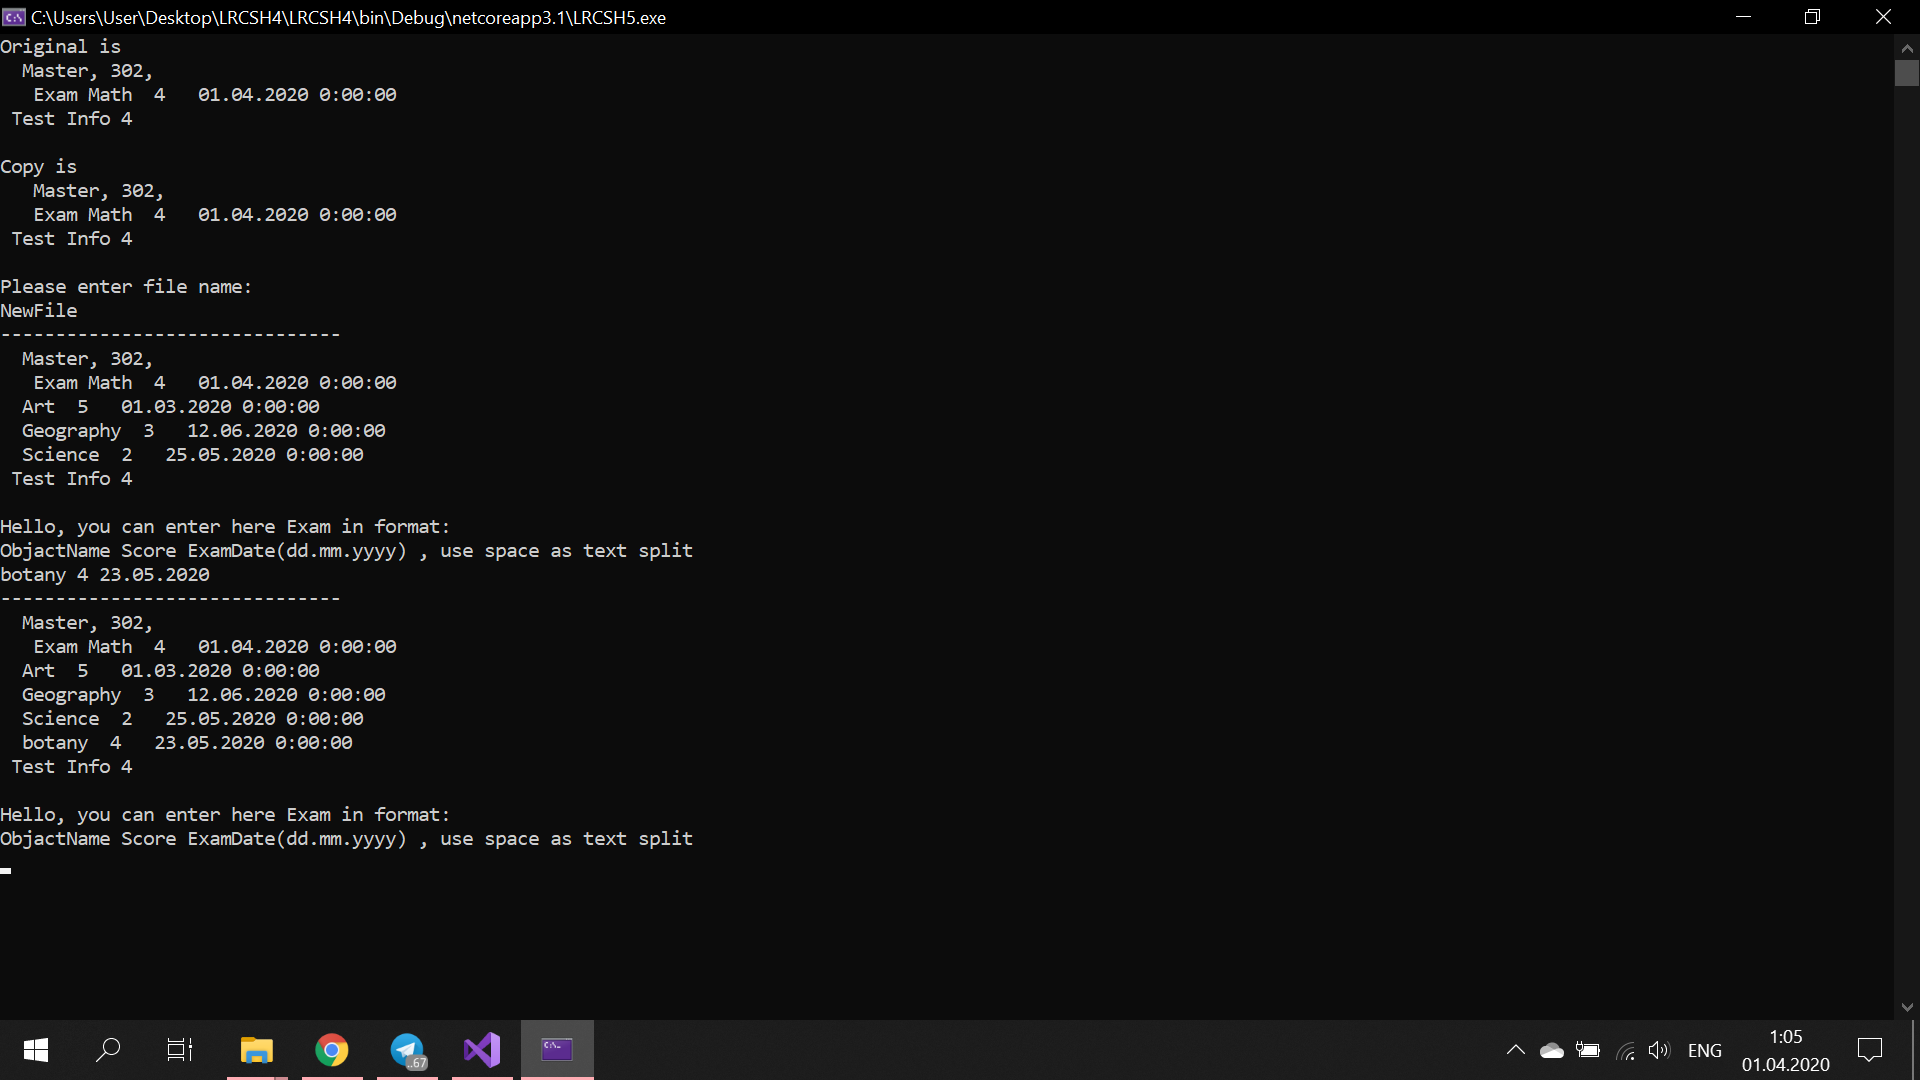 C:\Users\User\Desktop\LRCSH4\LRCSH4\bin\Debug\netcoreapp3.1\LRCSH5.exe
Original is
  Master, 302,
   Exam Math  4   01.04.2020 0:00:00
 Test Info 4

Copy is
   Master, 302,
   Exam Math  4   01.04.2020 0:00:00
 Test Info 4

Please enter file name:
NewFile
-------------------------------
  Master, 302,
   Exam Math  4   01.04.2020 0:00:00
  Art  5   01.03.2020 0:00:00
  Geography  3   12.06.2020 0:00:00
  Science  2   25.05.2020 0:00:00
 Test Info 4

Hello, you can enter here Exam in format:
ObjactName Score ExamDate(dd.mm.yyyy) , use space as text split
botany 4 23.05.2020
-------------------------------
  Master, 302,
   Exam Math  4   01.04.2020 0:00:00
  Art  5   01.03.2020 0:00:00
  Geography  3   12.06.2020 0:00:00
  Science  2   25.05.2020 0:00:00
  botany  4   23.05.2020 0:00:00
 Test Info 4

Hello, you can enter here Exam in format:
ObjactName Score ExamDate(dd.mm.yyyy) , use space as text split
..67
ENG
1:05
01.04.2020